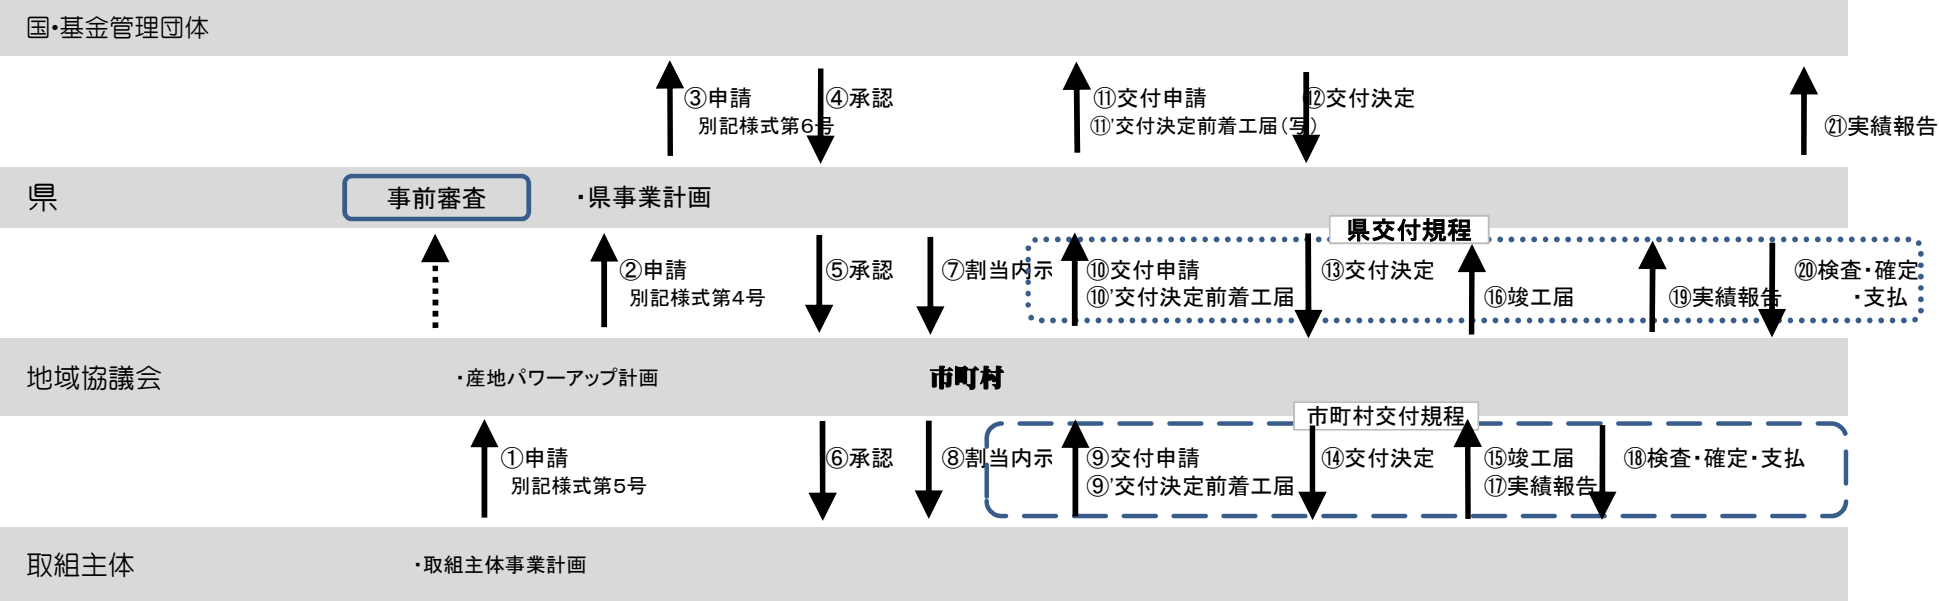 国・基金管理団体
③申請
別記様式第6号
④承認
⑪交付申請
⑪'交付決定前着工届（写）
⑫交付決定
㉑実績報告
県
事前審査
・県事業計画
県交付規程
②申請
別記様式第4号
⑤承認
⑦割当内示
⑩交付申請
⑩'交付決定前着工届
⑬交付決定
⑯竣工届
⑲実績報告
⑳検査・確定
・支払
地域協議会
・産地パワーアップ計画
市町村
市町村交付規程
①申請
別記様式第5号
⑥承認
⑧割当内示
⑨交付申請
⑨'交付決定前着工届
⑭交付決定
⑮竣工届
⑰実績報告
⑱検査・確定・支払
取組主体
・取組主体事業計画